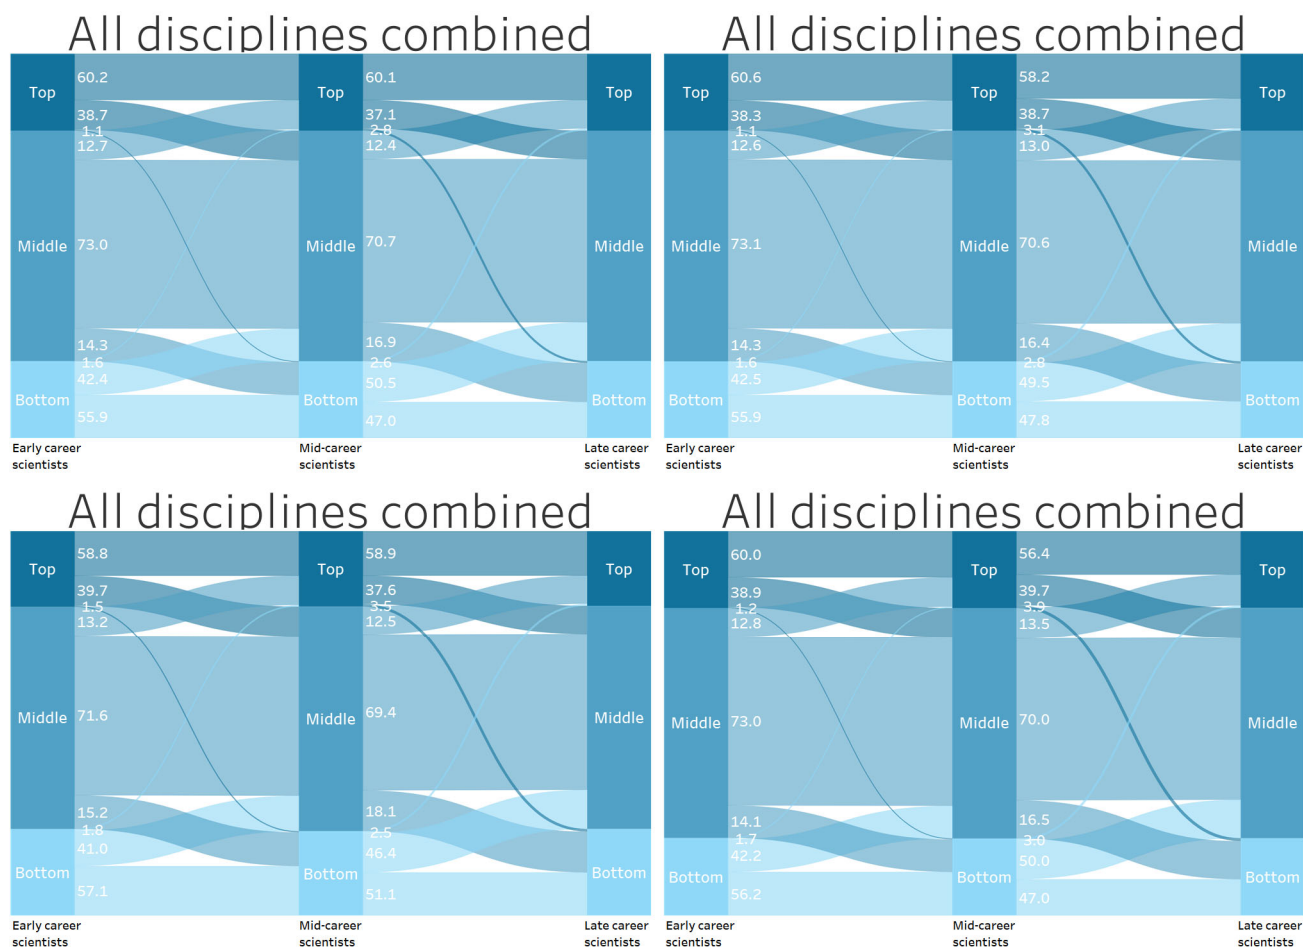 All disciplines combined
Top
60.2
38.7
1.1
12.7
Middle
73.0
14.3
1.6
42.4
Bottom
55.9
Top
60.1
37.1
2.8
12.4
Middle
70.7
16.9
2.6
50.5
Bottom
47.0
Top
Middle
Bottom
Early career
scientists
Mid-career
scientists
Late career
scientists
All disciplines combined
Top
60.6
38.3
1.1
12.6
Middle
73.1
14.3
1.6
42.5
Bottom
55.9
Top
58.2
38.7
3.1
13.0
Middle
70.6
16.4
2.8
49.5
Bottom
47.8
Top
Middle
Bottom
Early career
scientists
Mid-career
scientists
Late career
scientists
All disciplines combined
Top
58.8
39.7
1.5
13.2
Middle
71.6
15.2
1.8
41.0
Bottom
57.1
Top
58.9
37.6
3.5
12.5
Middle
69.4
18.1
2.5
46.4
Bottom
51.1
Top
Middle
Bottom
Early career
scientists
Mid-career
scientists
Late career
scientists
All disciplines combined
Top
60.0
38.9
1.2
12.8
Middle
73.0
14.1
1.7
42.2
Bottom
56.2
Top
56.4
39.7
3.9
13.5
Middle
70.0
16.5
3.0
50.0
Bottom
47.0
Top
Middle
Bottom
Early career
scientists
Mid-career
scientists
Late career
scientists